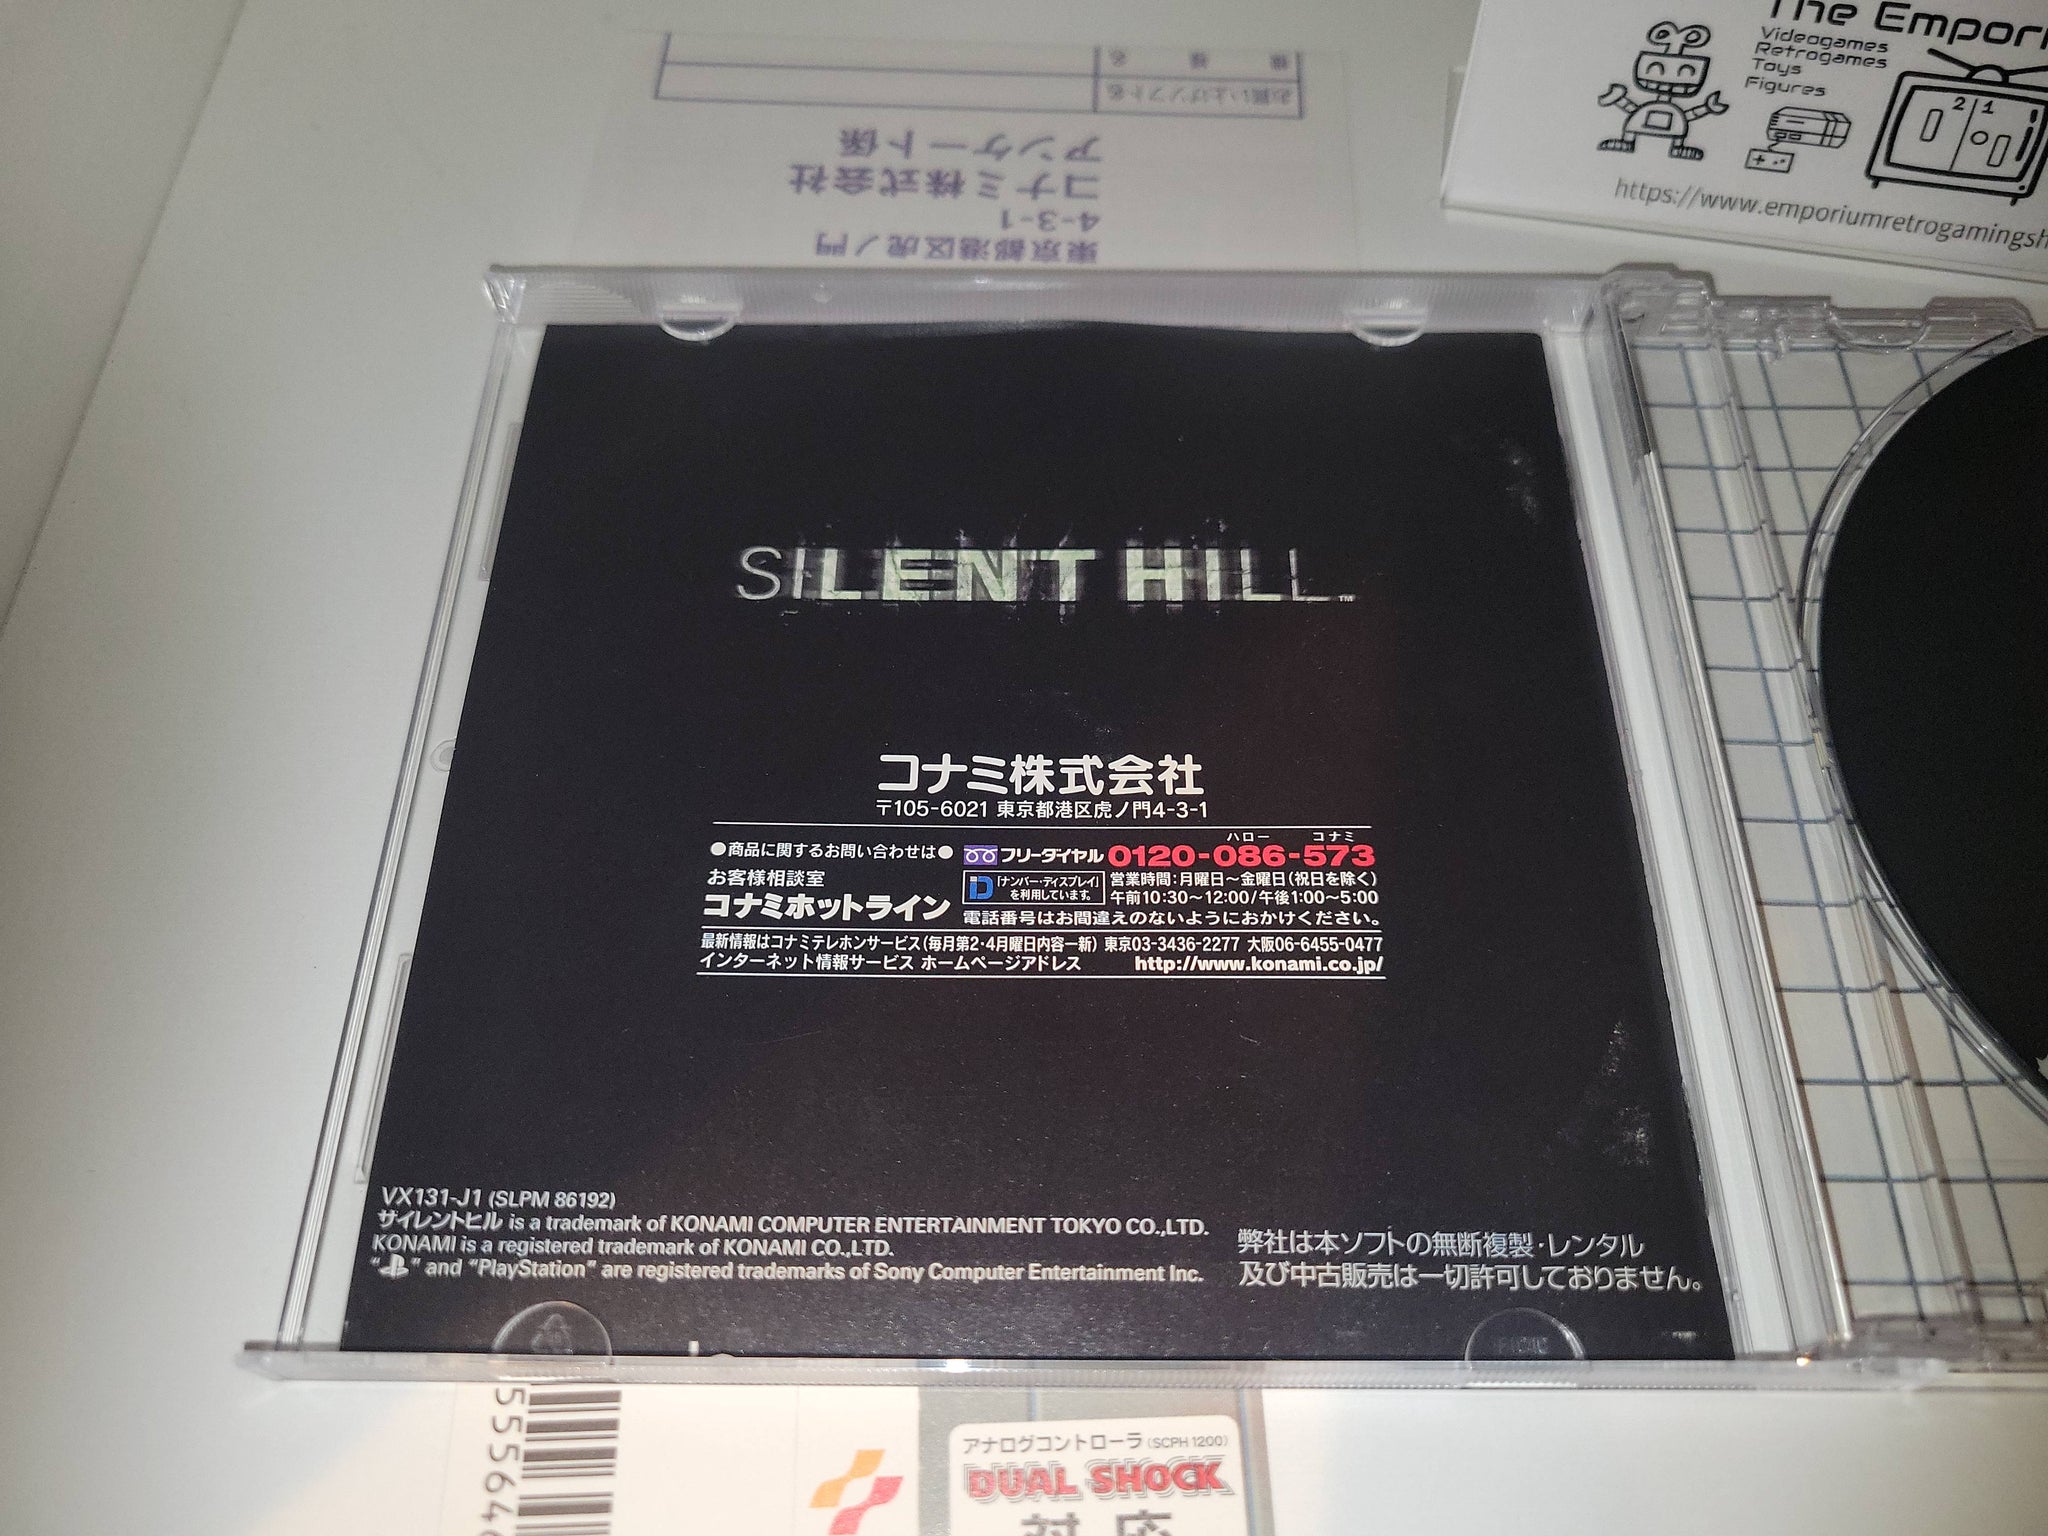 The Empori
Videogames
Retrogames
Toys
Figures
2 1
https://www.emporiumretrogamingsh
お買い上げソフト名
アンケート係
コナミ株式会社
4-3-1
東京都港区虎ノ門
SILENT HILL™
コナミ株式会社
〒105-6021 東京都港区虎ノ門4-3-1
ハロー コナミ
●商品に関するお問い合わせは● フリーダイヤル 0120-086-573
お客様相談室
コナミホットライン
「ナンバー・ディスプレイ」
を利用しています。
営業時間:月曜日〜金曜日(祝日を除く)
午前10:30〜12:00/午後1:00〜5:00
電話番号はお間違えのないようにおかけください。
最新情報はコナミテレホンサービス(毎月第2・4月曜日内容一新) 東京03-3436-2277 大阪06-6455-0477
インターネット情報サービス ホームページアドレス http://www.konami.co.jp/
VX131-J1 (SLPM 86192)
サイレントヒル is a trademark of KONAMI COMPUTER ENTERTAINMENT TOKYO CO.,LTD.
KONAMI is a registered trademark of KONAMI CO.,LTD.
" " and "PlayStation" are registered trademarks of Sony Computer Entertainment Inc.
弊社は本ソフトの無断複製・レンタル
及び中古販売は一切許可しておりません。
55564
アナログコントローラ(SCPH 1200)
DUAL SHOCK
対応